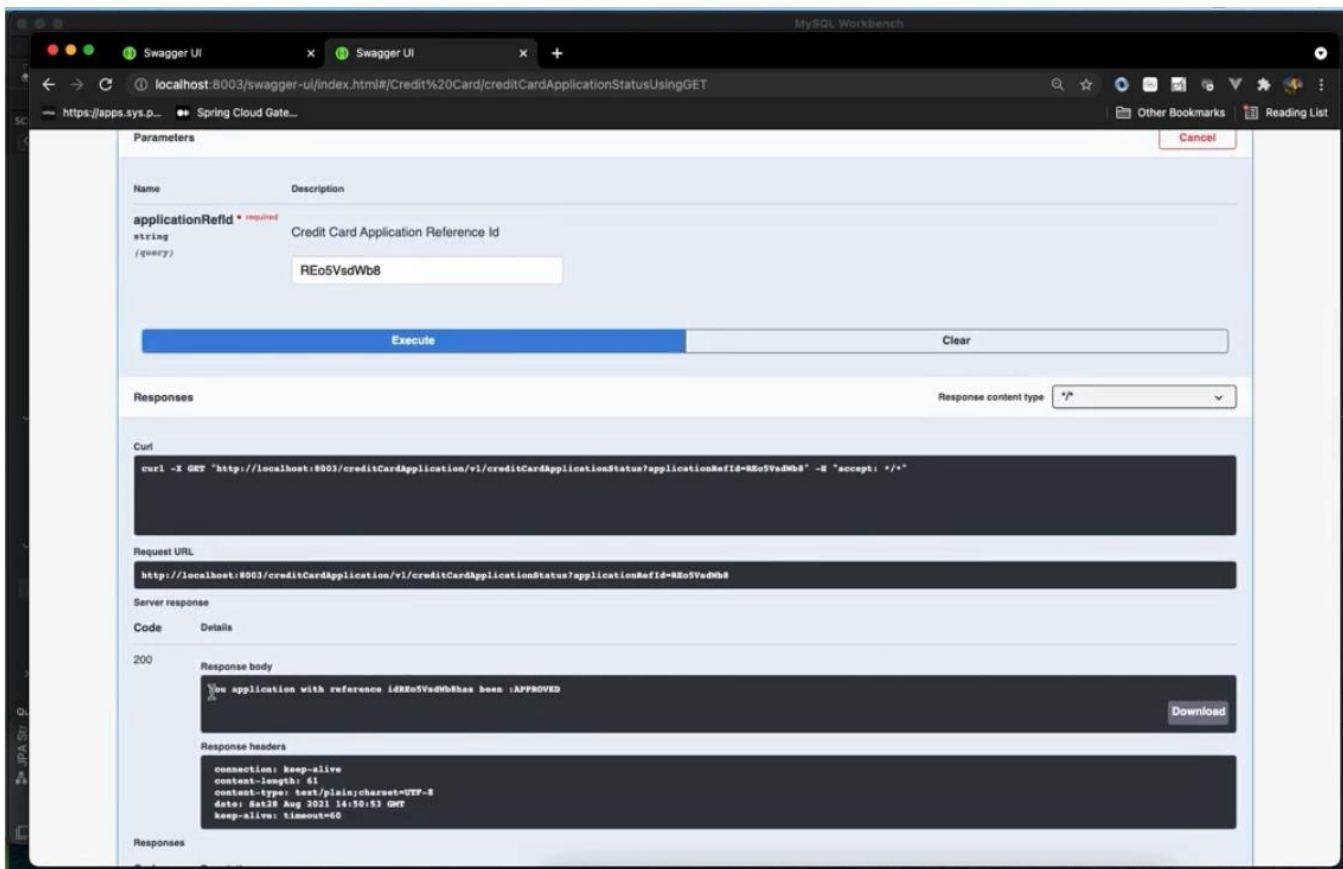 MySQL Workbench
Swagger UI
Swagger UI
localhost:8003/swagger-ui/index.html#/Credit%20Card/creditCardApplicationStatusUsingGET
https://apps.sys.p...
Spring Cloud Gate...
Other Bookmarks
Reading List
Parameters
Cancel
Name Description
applicationRefId * required
Credit Card Application Reference Id
string
(query)
REo5VsdWb8
Execute Clear
Responses
Response content type */*
Curl
curl -X GET "http://localhost:8003/creditCardApplication/v1/creditCardApplicationStatus?applicationRefId=REo5VsdWb8" -H "accept: */*"
Request URL
http://localhost:8003/creditCardApplication/v1/creditCardApplicationStatus?applicationRefId=REo5VsdWb8
Server response
Code Details
200
Response body
You application with reference idREo5VsdWb8has been :APPROVED
Download
Response headers
connection: keep-alive
content-length: 61
content-type: text/plain;charset=UTF-8
date: Sat28 Aug 2021 14:50:53 GMT
keep-alive: timeout=60
Responses